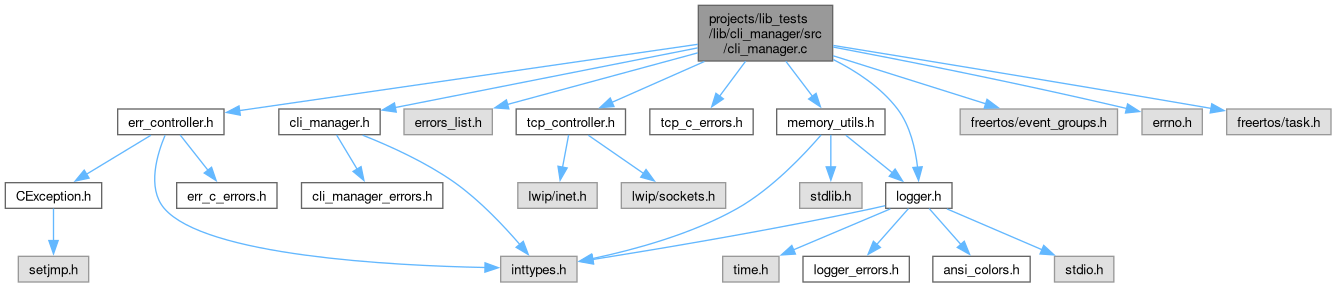 projects/lib_tests
/lib/cli_manager/src
/cli_manager.c
err_controller.h
cli_manager.h
errors_list.h
tcp_controller.h
tcp_c_errors.h
memory_utils.h
freertos/event_groups.h
errno.h
freertos/task.h
CException.h
err_c_errors.h
cli_manager_errors.h
lwip/inet.h
lwip/sockets.h
stdlib.h
logger.h
setjmp.h
inttypes.h
time.h
logger_errors.h
ansi_colors.h
stdio.h